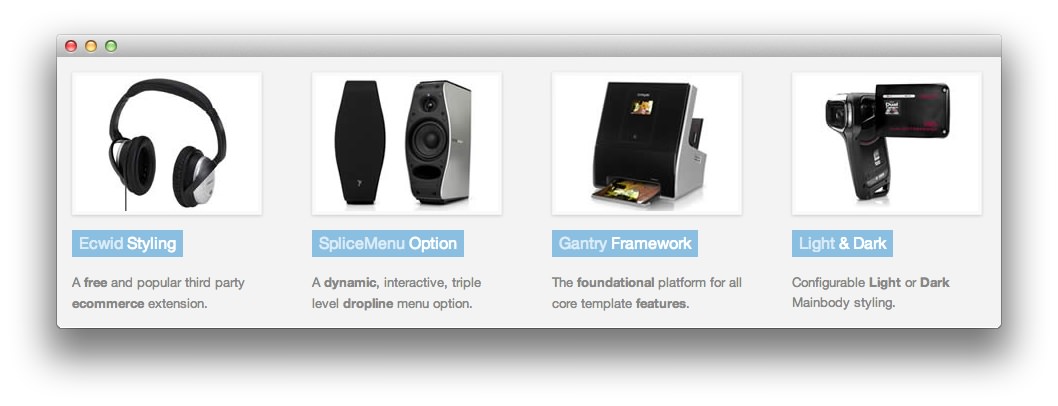 Ecwid Styling
A free and popular third party
ecommerce extension.
SpliceMenu Option
A dynamic, interactive, triple
level dropline menu option.
Gantry Framework
The foundational platform for all
core template features.
Light & Dark
Configurable Light or Dark
Mainbody styling.